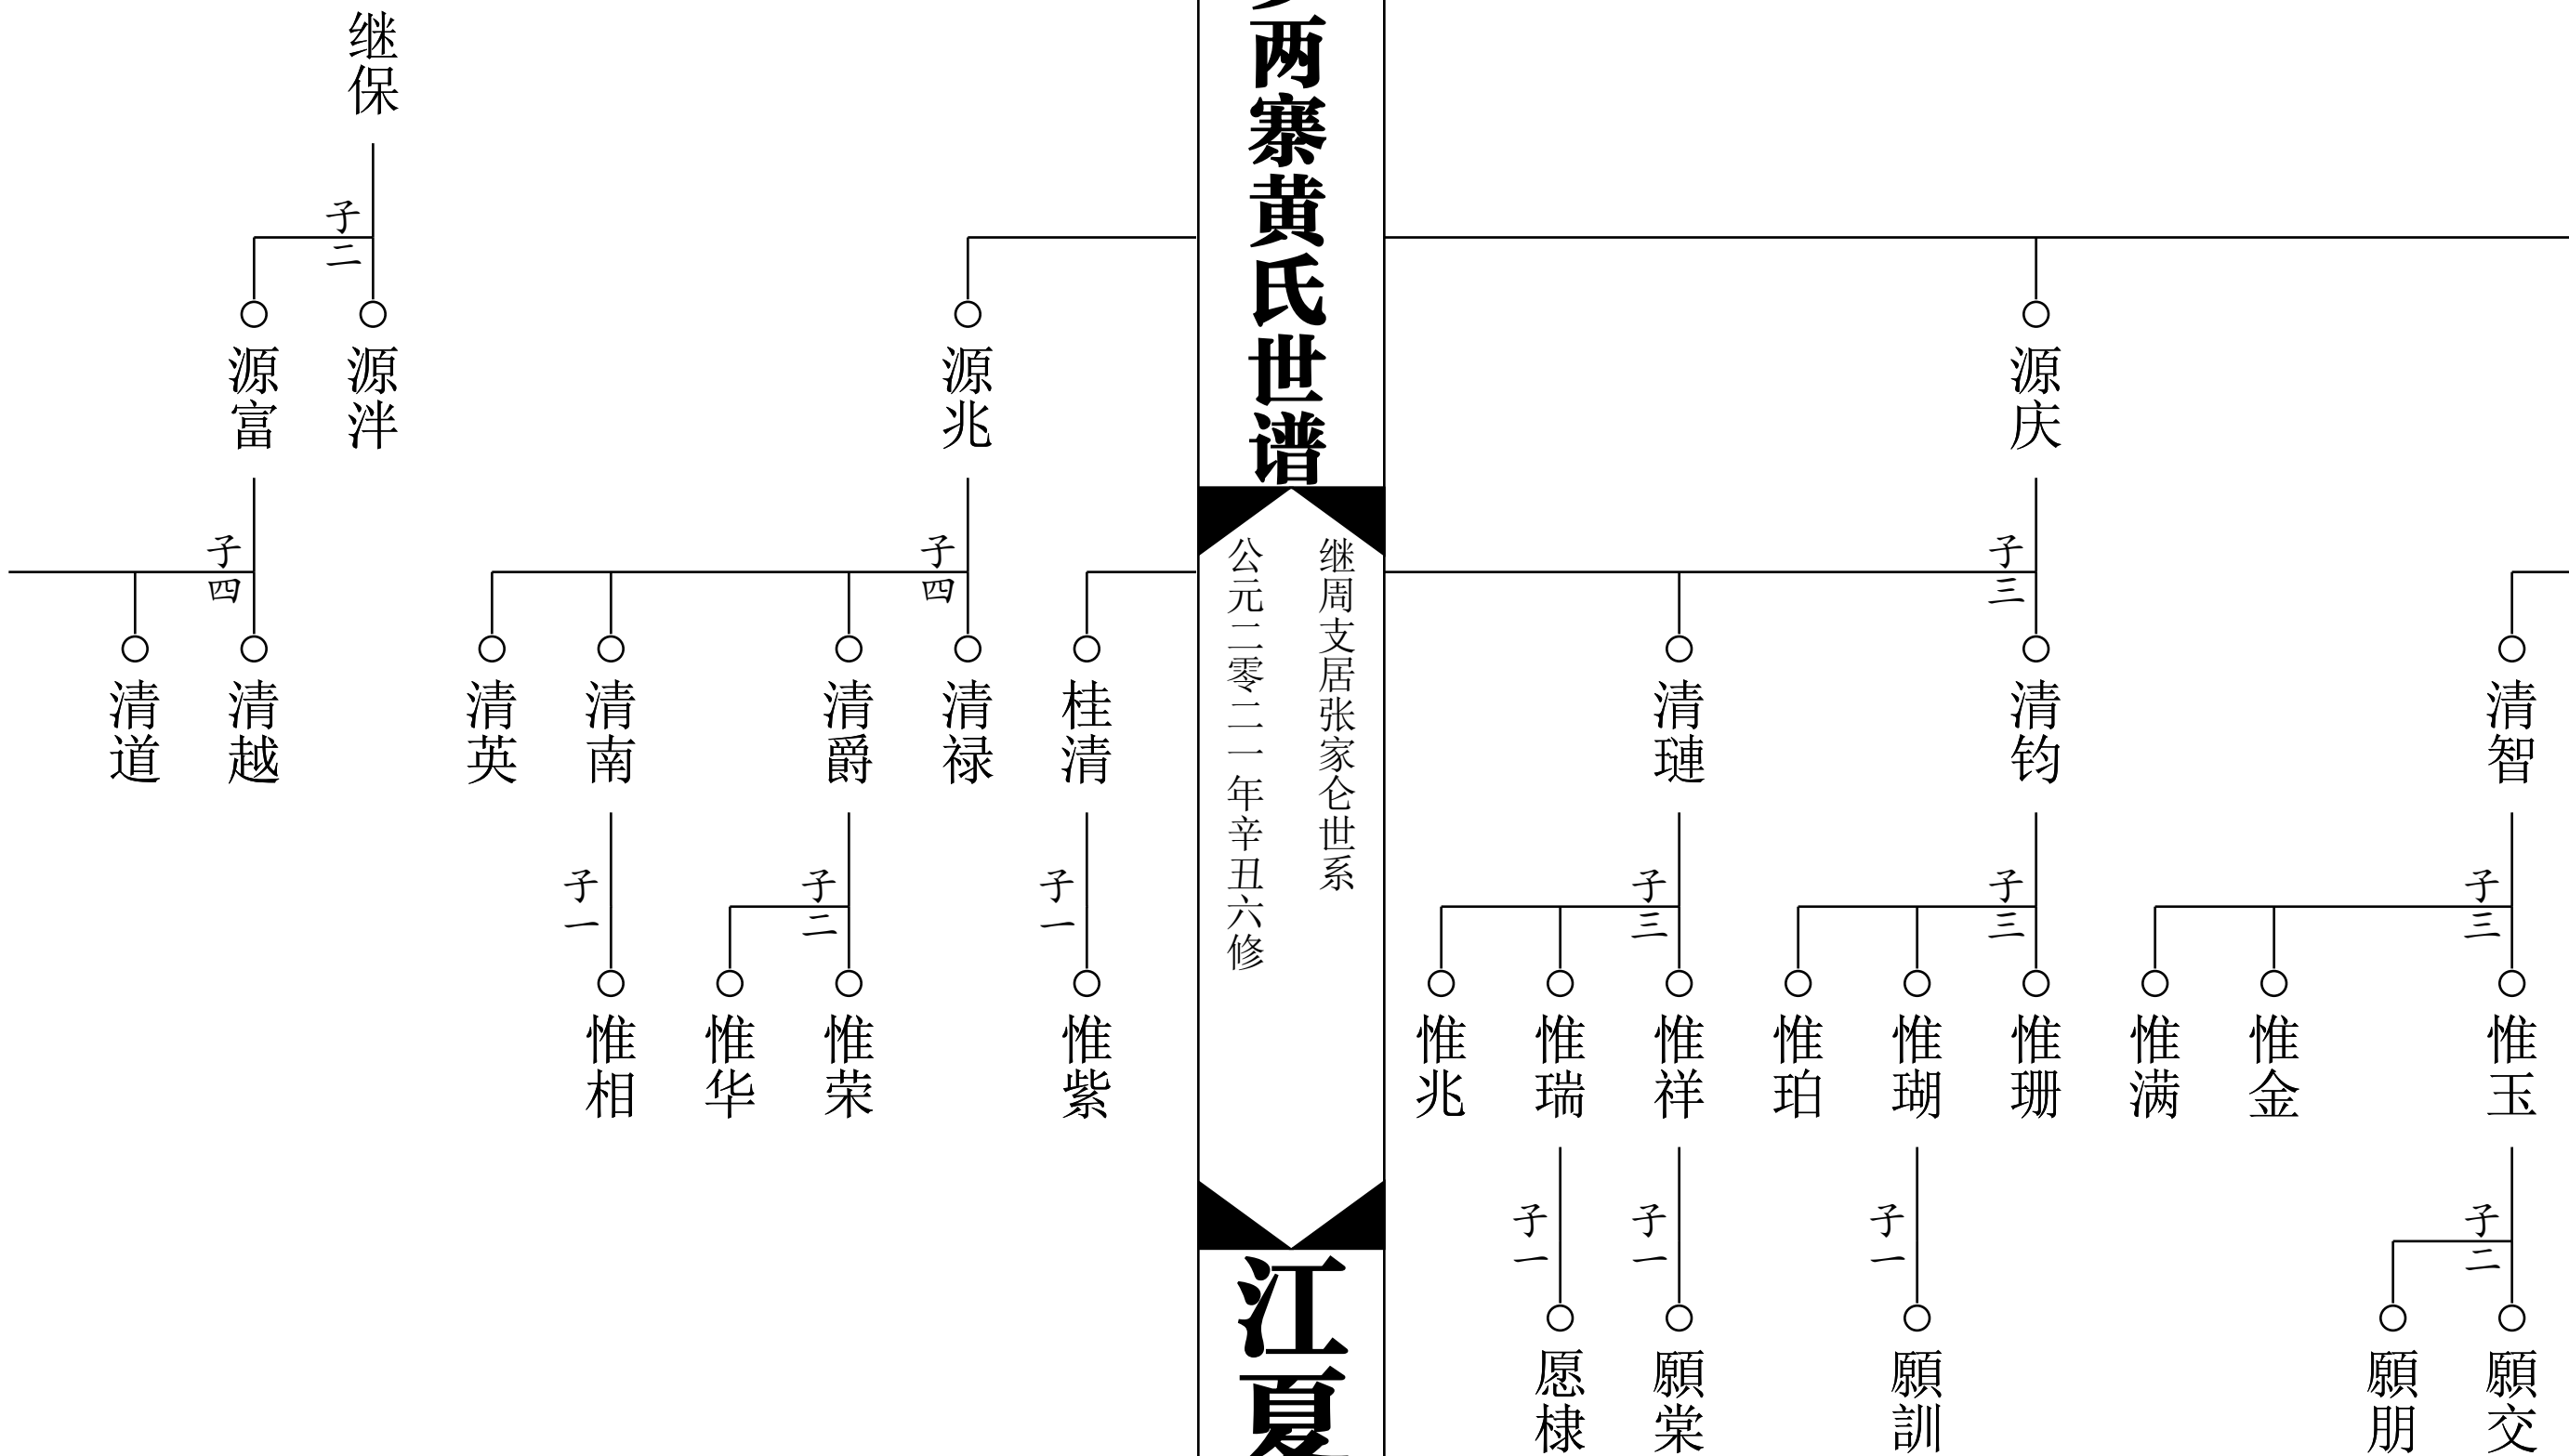 源庆
子三
清智
清钧
清璉
子三
子三
子三
惟玉
惟金
惟满
惟珊
惟瑚
惟珀
惟祥
惟瑞
惟兆
子二
子一
子一
子一
願交
願朋
願訓
願棠
愿棣
两寨黄氏世谱
继周支居张家仑世系
公元二零二一年辛丑六修
江夏
继保
子二
源兆
源泮
源富
子四
子四
桂清
清禄
清爵
清南
清英
清越
清道
子一
子二
子一
惟紫
惟荣
惟华
惟相